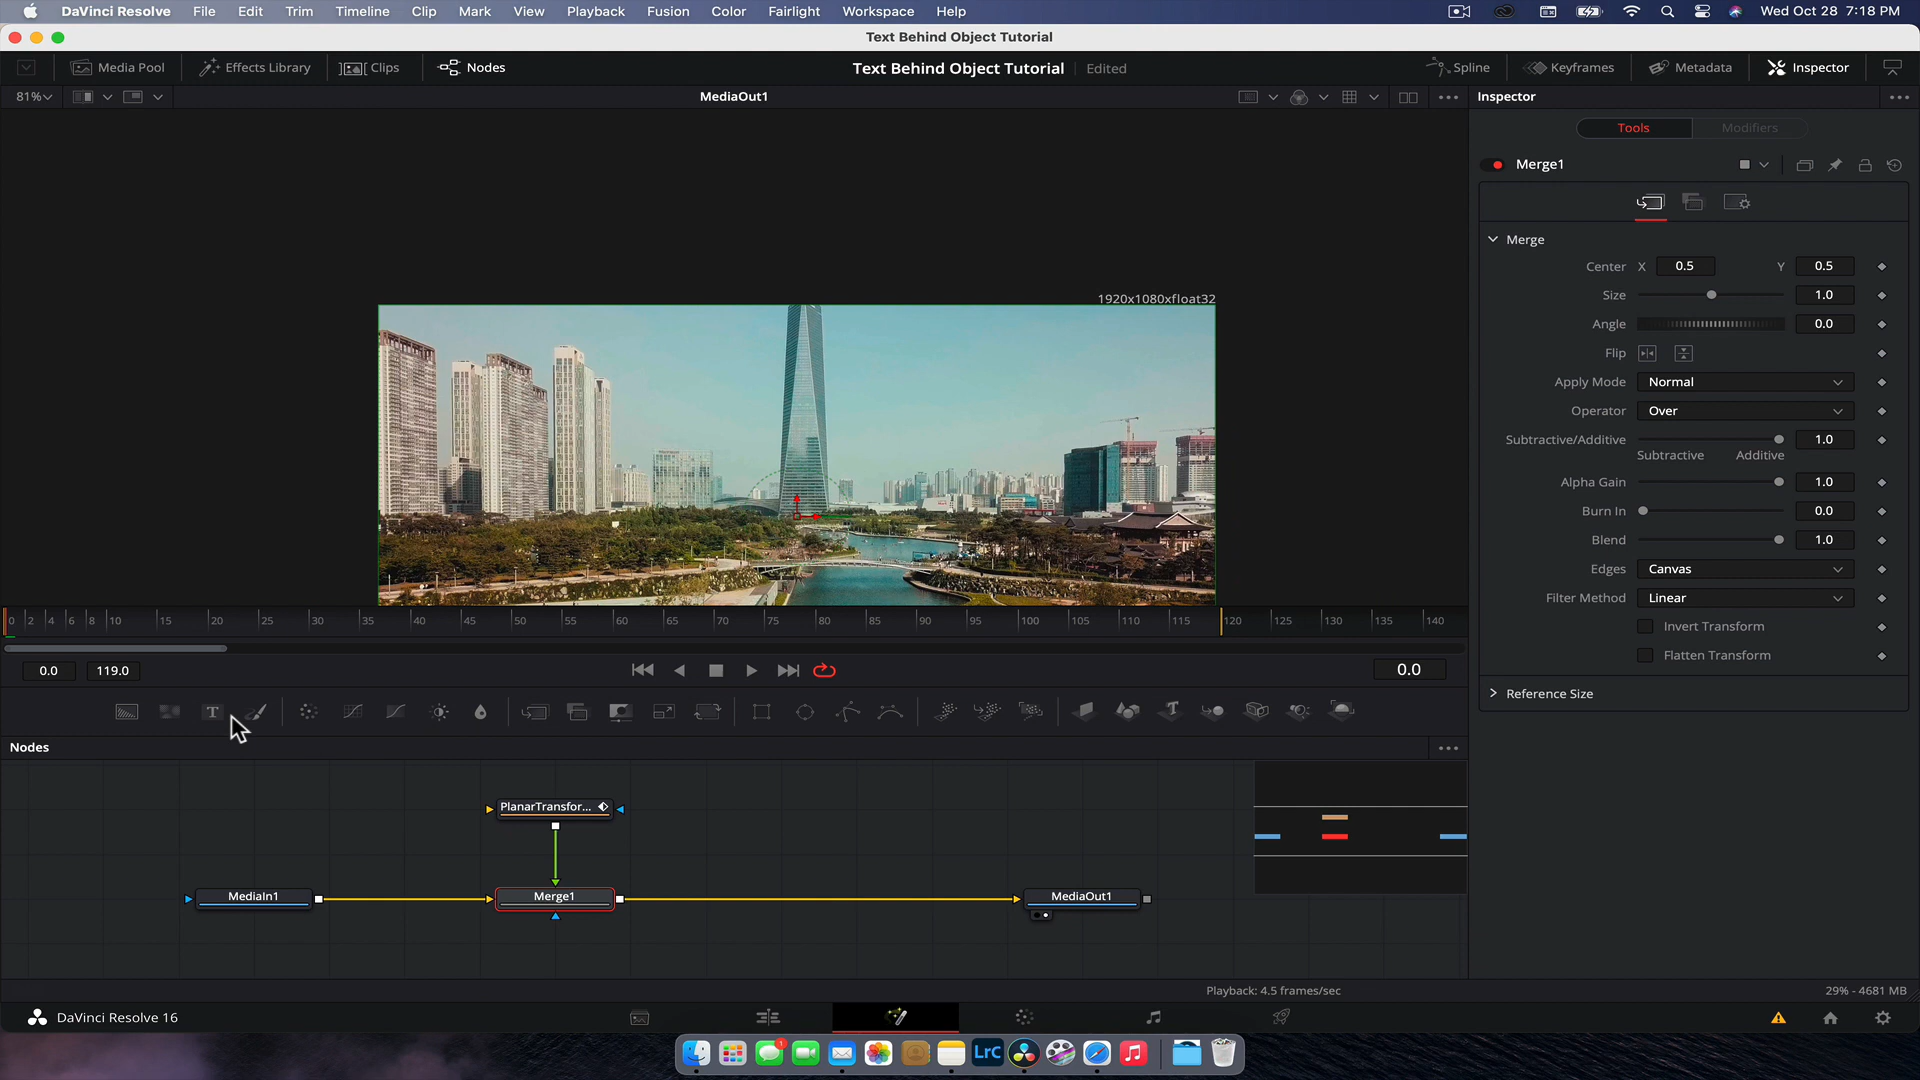 DaVinci Resolve File Edit Trim Timeline Clip Mark View Playback Fusion Color Fairlight Workspace Help Wed Oct 28 7:18 PM
Text Behind Object Tutorial
Media Pool Effects Library Clips Nodes Text Behind Object Tutorial Edited Spline Keyframes Metadata Inspector
81% MediaOut1 Inspector
Tools Modifiers
Merge1
Merge
Center X 0.5 Y 0.5
Size 1.0
Angle 0.0
Flip
Apply Mode Normal
Operator Over
Subtractive/Additive 1.0
Subtractive Additive
Alpha Gain 1.0
Burn In 0.0
Blend 1.0
Edges Canvas
Filter Method Linear
Invert Transform
Flatten Transform
Reference Size
1920x1080xfloat32
0 2 4 6 8 10 20 25 30 35 40 45 50 55 60 65 70 75 80 85 90 95 100 105 110 115 120 125 130 135 140
0.0 119.0 0.0
T
Nodes
PlanarTransfor...
MediaIn1 Merge1 MediaOut1
Playback: 4.5 frames/sec 29% - 4681 MB
DaVinci Resolve 16
1
LrC